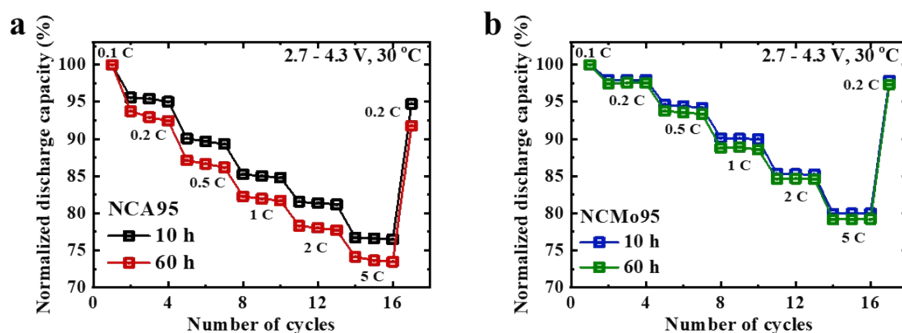 a
Normalized discharge capacity (%)
100
95
90
85
80
75
70
0.1 C
2.7 - 4.3 V, 30 °C
0.2 C
0.2 C
0.5 C
1 C
2 C
5 C
NCA95
10 h
60 h
0
4
8
12
16
Number of cycles
b
Normalized discharge capacity (%)
100
95
90
85
80
75
70
0.1 C
2.7 - 4.3 V, 30 °C
0.2 C
0.2 C
0.5 C
1 C
2 C
5 C
NCMo95
10 h
60 h
0
4
8
12
16
Number of cycles